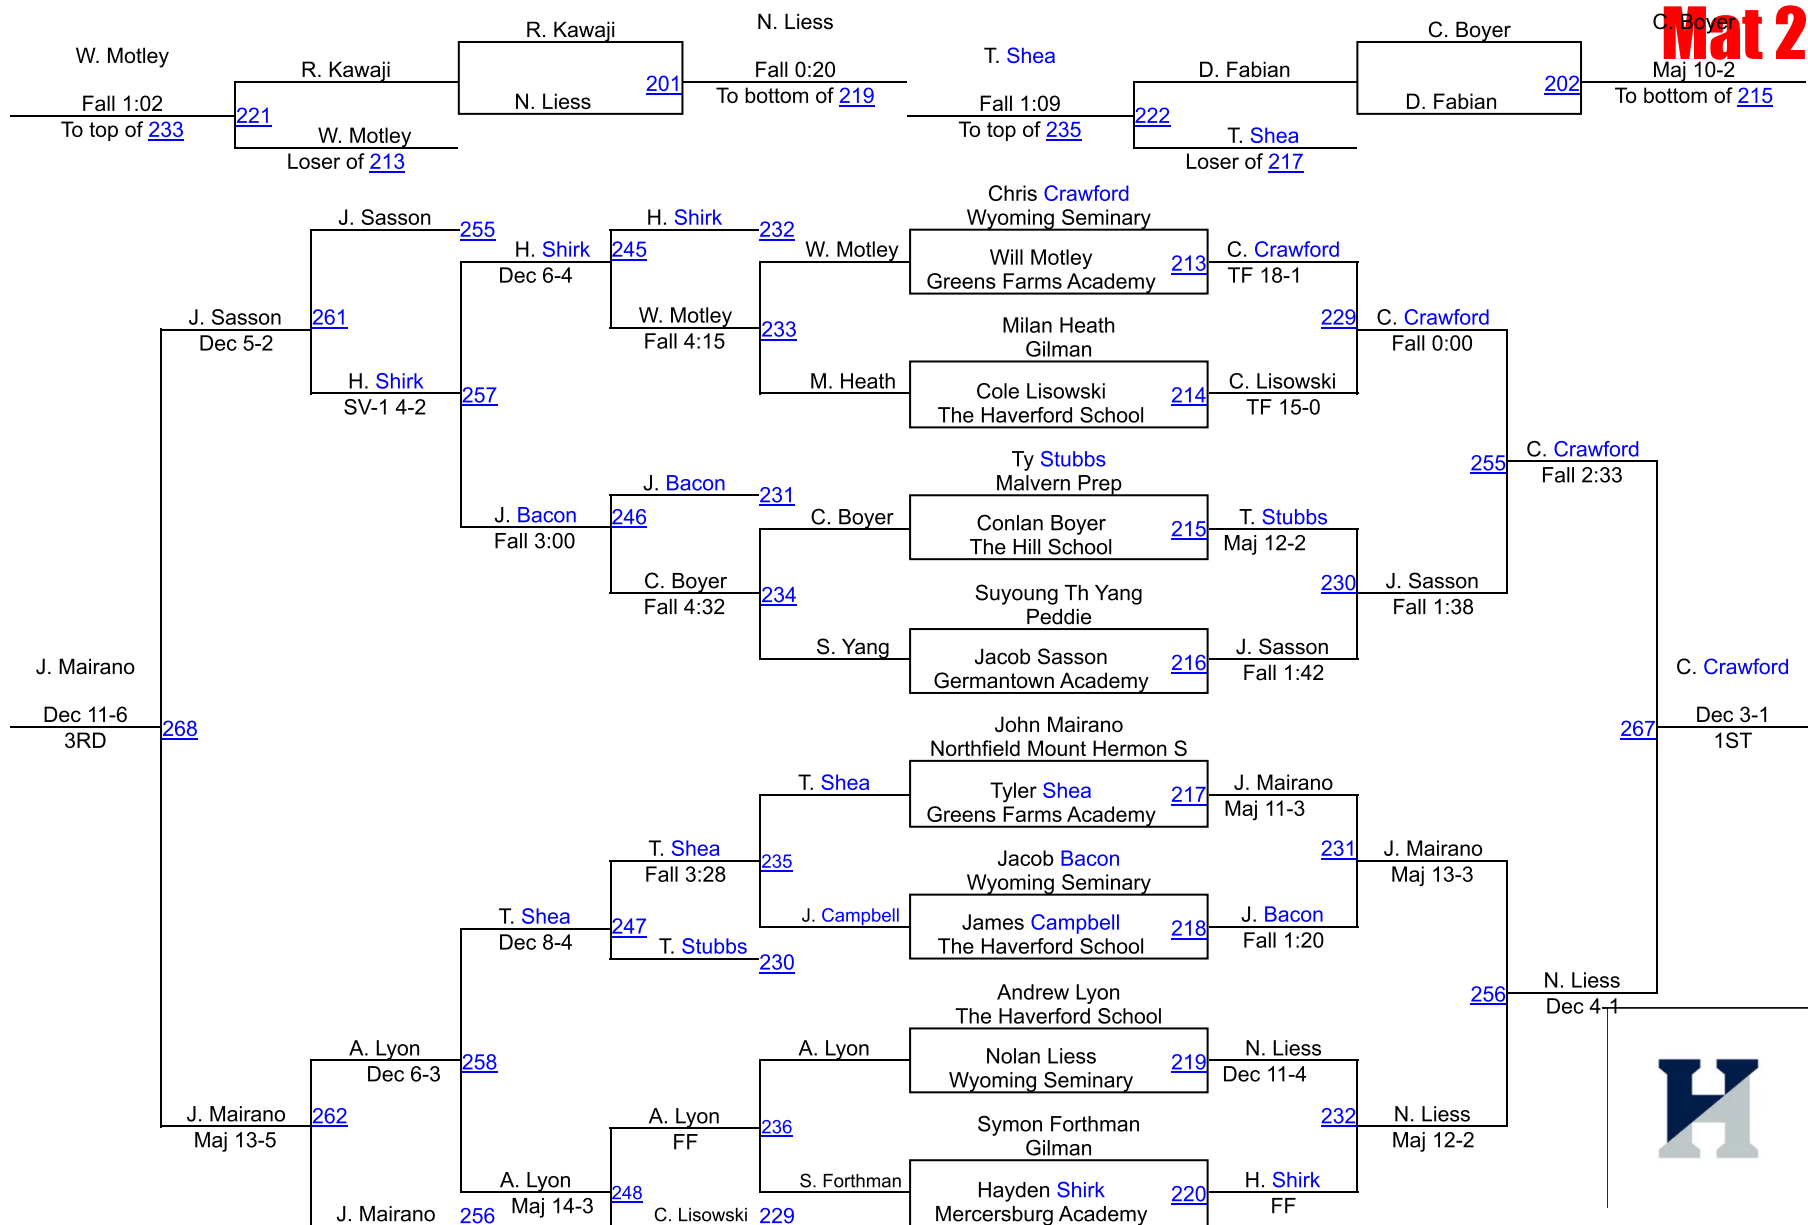 Mat 2
W. Motley
Fall 1:02
To top of 233
221
R. Kawaji
W. Motley
Loser of 213
R. Kawaji
N. Liess
201
N. Liess
Fall 0:20
To bottom of 219
T. Shea
Fall 1:09
To top of 235
222
D. Fabian
T. Shea
Loser of 217
C. Boyer
D. Fabian
202
C. Boyer
Maj 10-2
To bottom of 215
Chris Crawford
Wyoming Seminary
Will Motley
Greens Farms Academy
213
Milan Heath
Gilman
Cole Lisowski
The Haverford School
214
Ty Stubbs
Malvern Prep
Conlan Boyer
The Hill School
215
Suyoung Th Yang
Peddie
Jacob Sasson
Germantown Academy
216
John Mairano
Northfield Mount Hermon S
Tyler Shea
Greens Farms Academy
217
Jacob Bacon
Wyoming Seminary
James Campbell
The Haverford School
218
Andrew Lyon
The Haverford School
Nolan Liess
Wyoming Seminary
219
Symon Forthman
Gilman
Hayden Shirk
Mercersburg Academy
220
C. Crawford
TF 18-1
C. Lisowski
TF 15-0
T. Stubbs
Maj 12-2
J. Sasson
Fall 1:42
J. Mairano
Maj 11-3
J. Bacon
Fall 1:20
N. Liess
Dec 11-4
H. Shirk
FF
229
C. Crawford
Fall 0:00
230
J. Sasson
Fall 1:38
231
J. Mairano
Maj 13-3
232
N. Liess
Maj 12-2
255
C. Crawford
Fall 2:33
256
N. Liess
Dec 4-1
267
C. Crawford
Dec 3-1
1ST
W. Motley
M. Heath
C. Boyer
S. Yang
T. Shea
J. Campbell
A. Lyon
S. Forthman
H. Shirk
232
W. Motley
Fall 4:15
233
J. Bacon
231
C. Boyer
Fall 4:32
234
T. Shea
Fall 3:28
235
T. Stubbs
230
A. Lyon
FF
236
C. Lisowski
229
H. Shirk
Dec 6-4
245
J. Bacon
Fall 3:00
246
T. Shea
Dec 8-4
247
A. Lyon
Maj 14-3
248
J. Sasson
255
H. Shirk
SV-1 4-2
257
A. Lyon
Dec 6-3
258
J. Mairano
256
J. Sasson
Dec 5-2
261
J. Mairano
Maj 13-5
262
J. Mairano
Dec 11-6
3RD
268
H